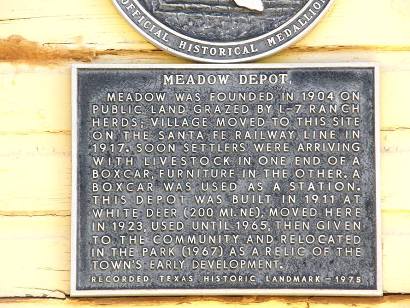 OFFICIAL HISTORICAL MEDALLION
MEADOW DEPOT.
MEADOW WAS FOUNDED IN 1904 ON
PUBLIC LAND GRAZED BY L-7 RANCH
HERDS. VILLAGE MOVED TO THIS SITE
ON THE SANTA FE RAILWAY LINE IN
1917. SOON SETTLERS WERE ARRIVING
WITH LIVESTOCK IN ONE END OF A
BOXCAR, FURNITURE IN THE OTHER. A
BOXCAR WAS USED AS A STATION.
THIS DEPOT WAS BUILT IN 1911 AT
WHITE DEER (200 MI. NE), MOVED HERE
IN 1923, USED UNTIL 1965, THEN GIVEN
TO THE COMMUNITY AND RELOCATED
IN THE PARK (1967) AS A RELIC OF THE
TOWN'S EARLY DEVELOPMENT.
RECORDED TEXAS HISTORIC LANDMARK - 1975